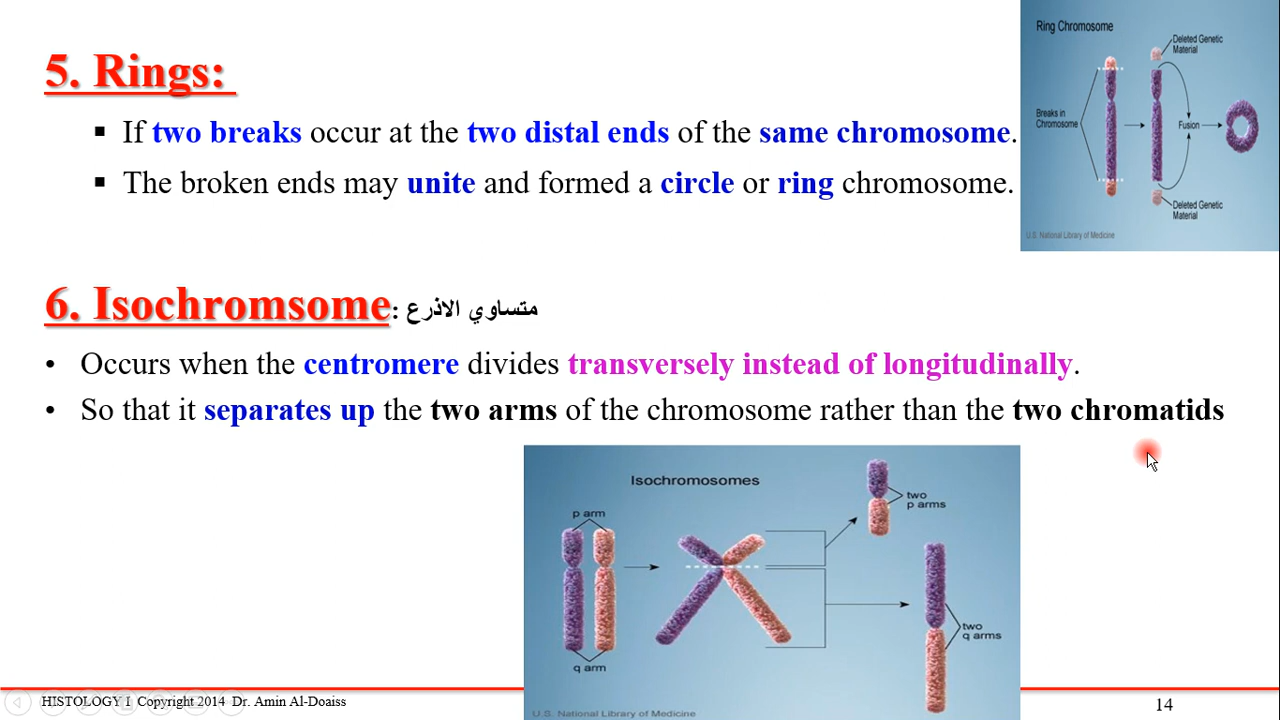 5. Rings:
▪ If two breaks occur at the two distal ends of the same chromosome.
▪ The broken ends may unite and formed a circle or ring chromosome.
Ring Chromosome
Deleted Genetic
Material
Breaks in
Chromosome
Fusion
Deleted Genetic
Material
U.S. National Library of Medicine
6. Isochromsome: متساوي الاذرع
• Occurs when the centromere divides transversely instead of longitudinally.
• So that it separates up the two arms of the chromosome rather than the two chromatids
Isochromosomes
p arm
two
p arms
two
q arms
q arm
U.S. National Library of Medicine
HISTOLOGY I Copyright 2014 Dr. Amin Al-Doaiss
14